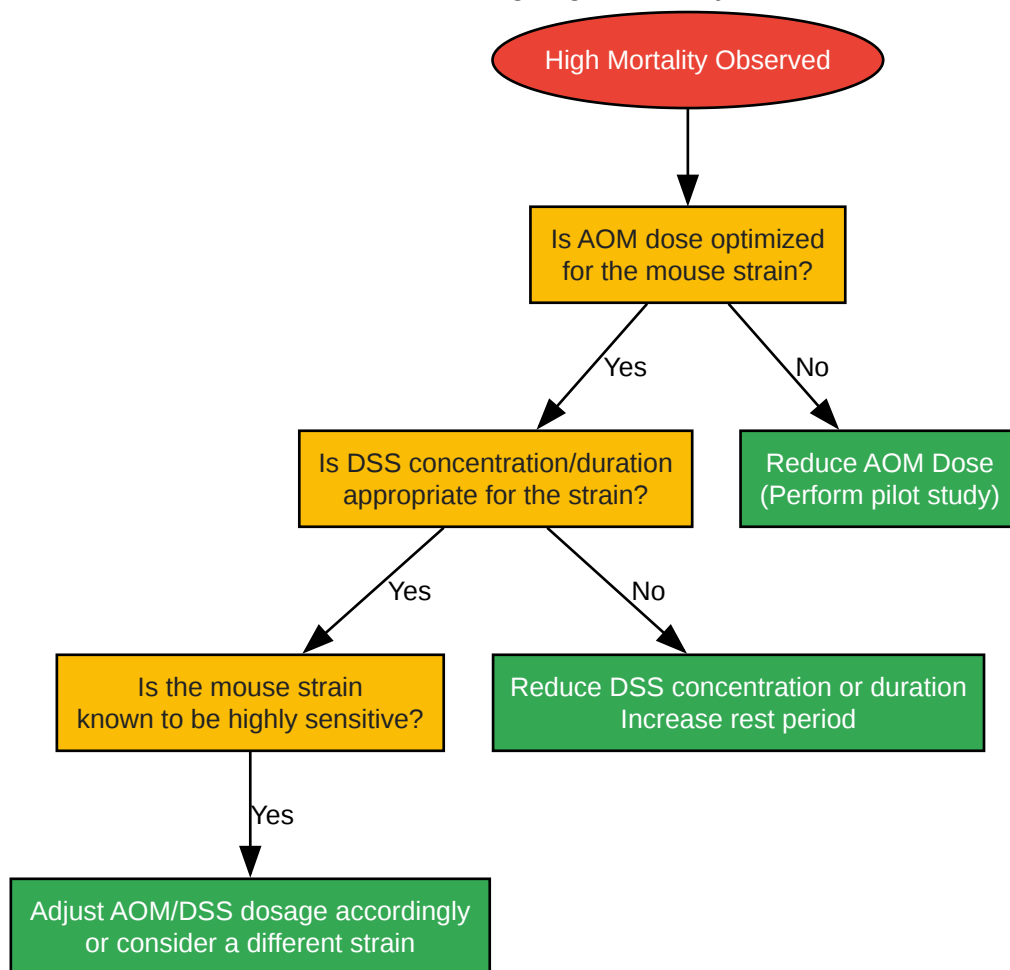 High Mortality Observed
Is AOM dose optimized
for the mouse strain?
Yes
No
Is DSS concentration/duration
appropriate for the strain?
Reduce AOM Dose
(Perform pilot study)
Yes
No
Is the mouse strain
known to be highly sensitive?
Reduce DSS concentration or duration
Increase rest period
Yes
Adjust AOM/DSS dosage accordingly
or consider a different strain